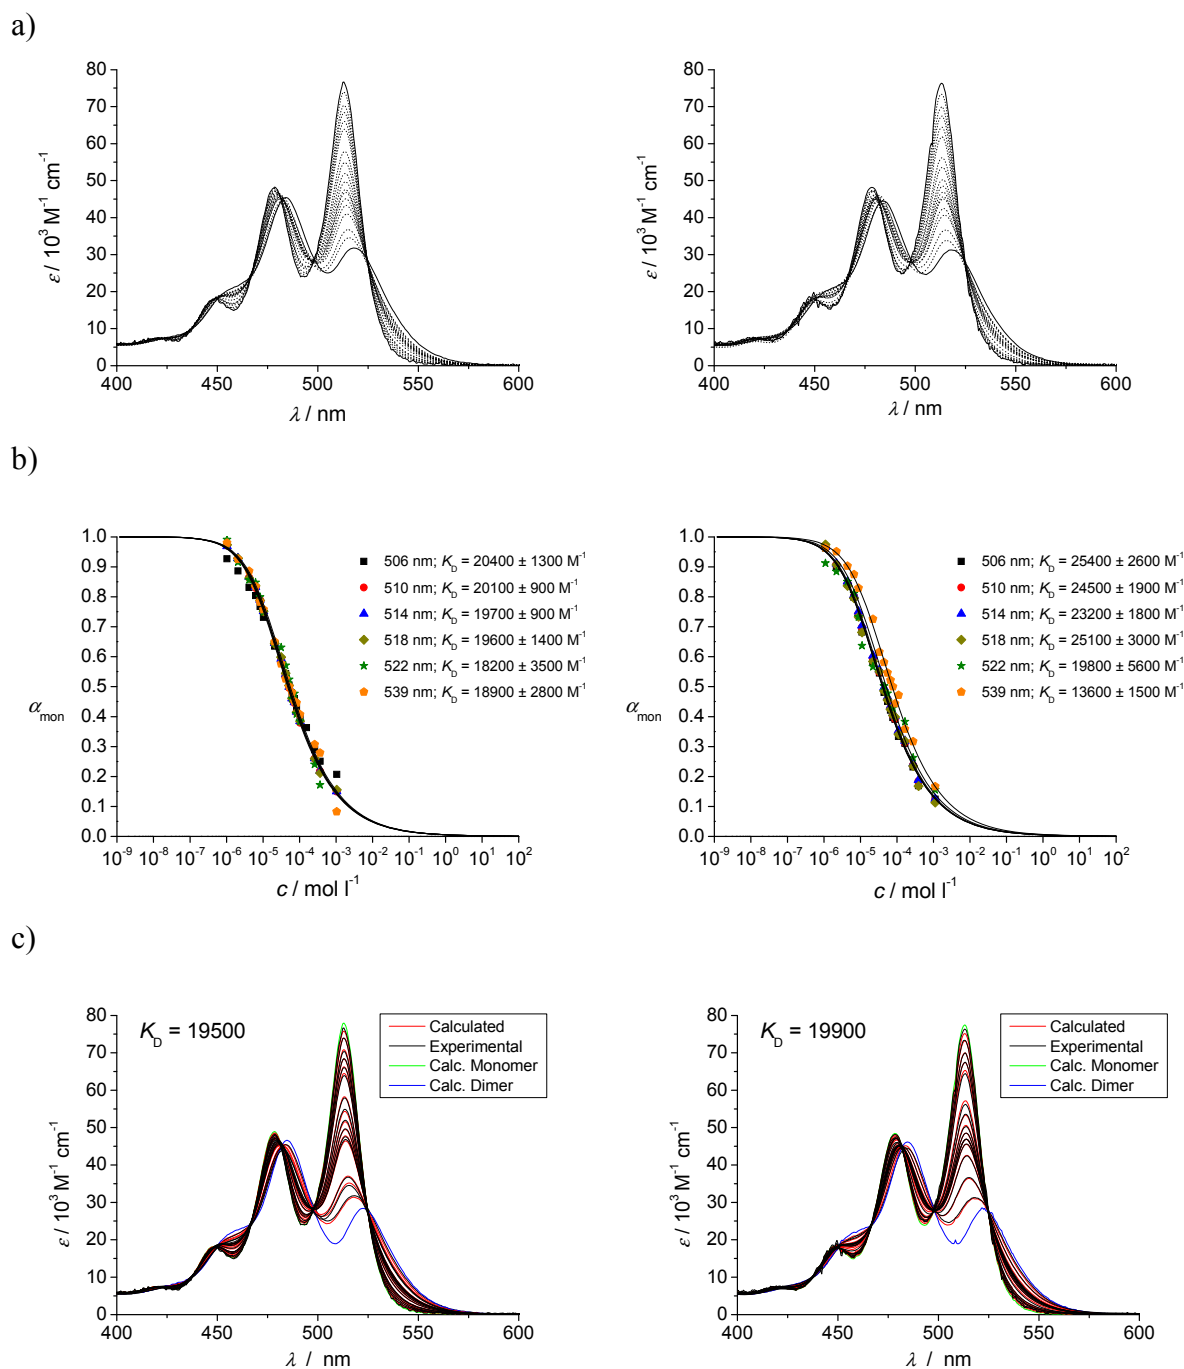 a)
80
70
60
50
40
30
20
10
0
ε / 10³ M⁻¹ cm⁻¹
400 450 500 550 600
λ / nm
80
70
60
50
40
30
20
10
0
ε / 10³ M⁻¹ cm⁻¹
400 450 500 550 600
λ / nm
b)
1.0
0.9
0.8
0.7
0.6
0.5
0.4
0.3
0.2
0.1
0.0
α_mon
506 nm; K_D = 20400 ± 1300 M⁻¹
510 nm; K_D = 20100 ± 900 M⁻¹
514 nm; K_D = 19700 ± 900 M⁻¹
518 nm; K_D = 19600 ± 1400 M⁻¹
522 nm; K_D = 18200 ± 3500 M⁻¹
539 nm; K_D = 18900 ± 2800 M⁻¹
10⁻⁹ 10⁻⁸ 10⁻⁷ 10⁻⁶ 10⁻⁵ 10⁻⁴ 10⁻³ 10⁻² 10⁻¹ 10⁰ 10¹ 10²
c / mol l⁻¹
1.0
0.9
0.8
0.7
0.6
0.5
0.4
0.3
0.2
0.1
0.0
α_mon
506 nm; K_D = 25400 ± 2600 M⁻¹
510 nm; K_D = 24500 ± 1900 M⁻¹
514 nm; K_D = 23200 ± 1800 M⁻¹
518 nm; K_D = 25100 ± 3000 M⁻¹
522 nm; K_D = 19800 ± 5600 M⁻¹
539 nm; K_D = 13600 ± 1500 M⁻¹
10⁻⁹ 10⁻⁸ 10⁻⁷ 10⁻⁶ 10⁻⁵ 10⁻⁴ 10⁻³ 10⁻² 10⁻¹ 10⁰ 10¹ 10²
c / mol l⁻¹
c)
80
70
60
50
40
30
20
10
0
ε / 10³ M⁻¹ cm⁻¹
K_D = 19500
Calculated
Experimental
Calc. Monomer
Calc. Dimer
400 450 500 550 600
λ / nm
80
70
60
50
40
30
20
10
0
ε / 10³ M⁻¹ cm⁻¹
K_D = 19900
Calculated
Experimental
Calc. Monomer
Calc. Dimer
400 450 500 550 600
λ / nm